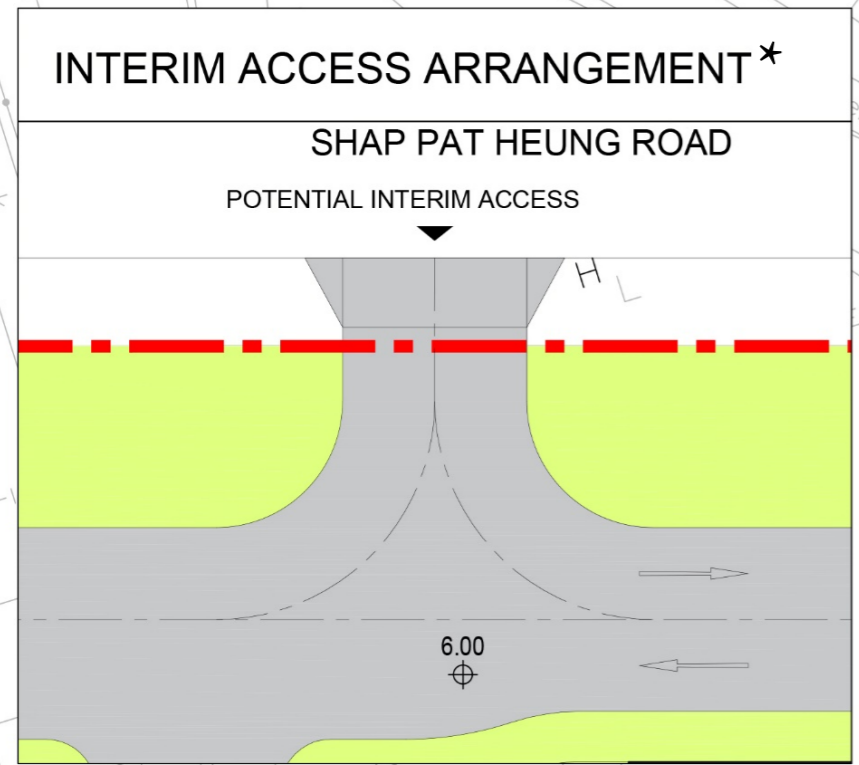 INTERIM ACCESS ARRANGEMENT*
SHAP PAT HEUNG ROAD
POTENTIAL INTERIM ACCESS
H L
6.00